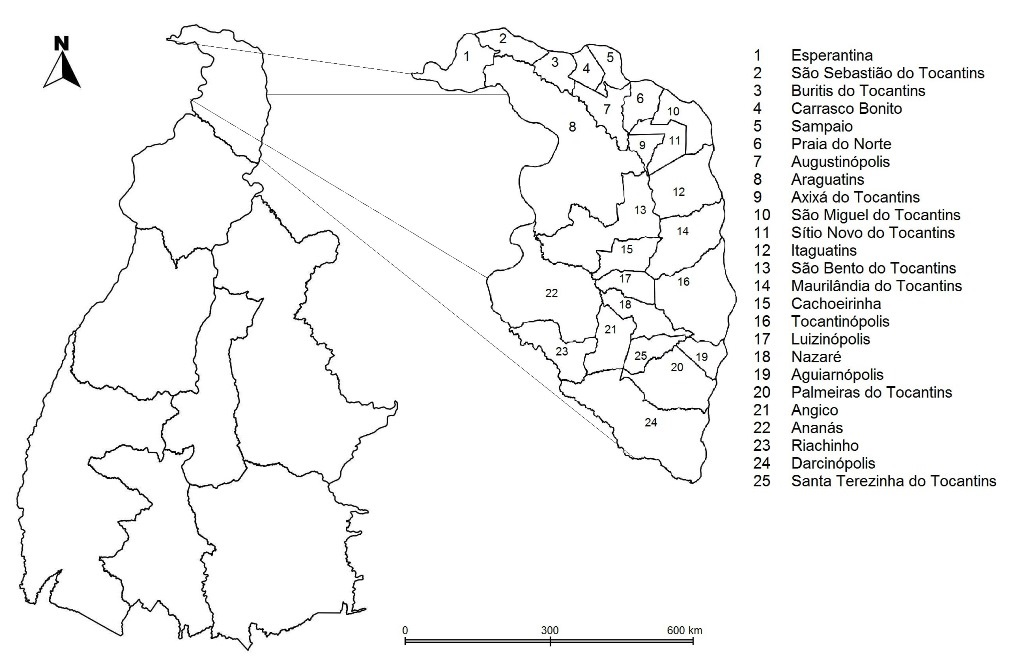 N
1 Esperantina
2 São Sebastião do Tocantins
3 Buritis do Tocantins
4 Carrasco Bonito
5 Sampaio
6 Praia do Norte
7 Augustinópolis
8 Araguatins
9 Axixá do Tocantins
10 São Miguel do Tocantins
11 Sítio Novo do Tocantins
12 Itaguatins
13 São Bento do Tocantins
14 Maurilândia do Tocantins
15 Cachoeirinha
16 Tocantinópolis
17 Luizinópolis
18 Nazaré
19 Aguiarnópolis
20 Palmeiras do Tocantins
21 Angico
22 Ananás
23 Riachinho
24 Darcinópolis
25 Santa Terezinha do Tocantins
2
1
3
4
5
7
6
10
8
9
11
12
13
14
15
17
16
22
18
21
23
25
20
19
24
0 300 600 km